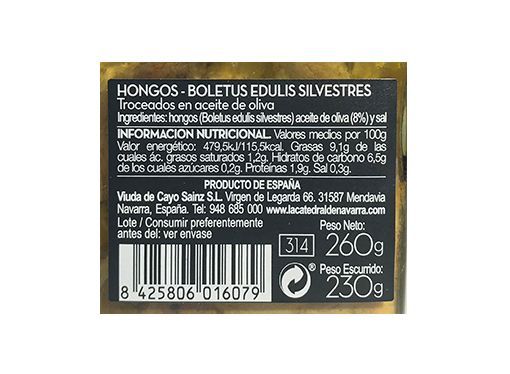 HONGOS - BOLETUS EDULIS SILVESTRES
Troceados en aceite de oliva
Ingredientes: hongos (Boletus edulis silvestres) aceite de oliva (8%) y sal
INFORMACION NUTRICIONAL. Valores medios por 100g
Valor energético: 479,5kJ/115,5kcal. Grasas 9,1g de las
cuales ác. grasos saturados 1,2g. Hidratos de carbono 6,5g
de los cuales azúcares 0,2g. Proteínas 1,9g. Sal 0,3g.
PRODUCTO DE ESPAÑA
Viuda de Cayo Sainz S.L. Virgen de Legarda 66. 31587 Mendavia
Navarra, España. Tel: 948 685 000 www.lacatedraldenavarra.com
Lote / Consumir preferentemente
antes del: ver envase
Peso Neto:
314 260g
Peso Escurrido:
230g
8 425806 016079